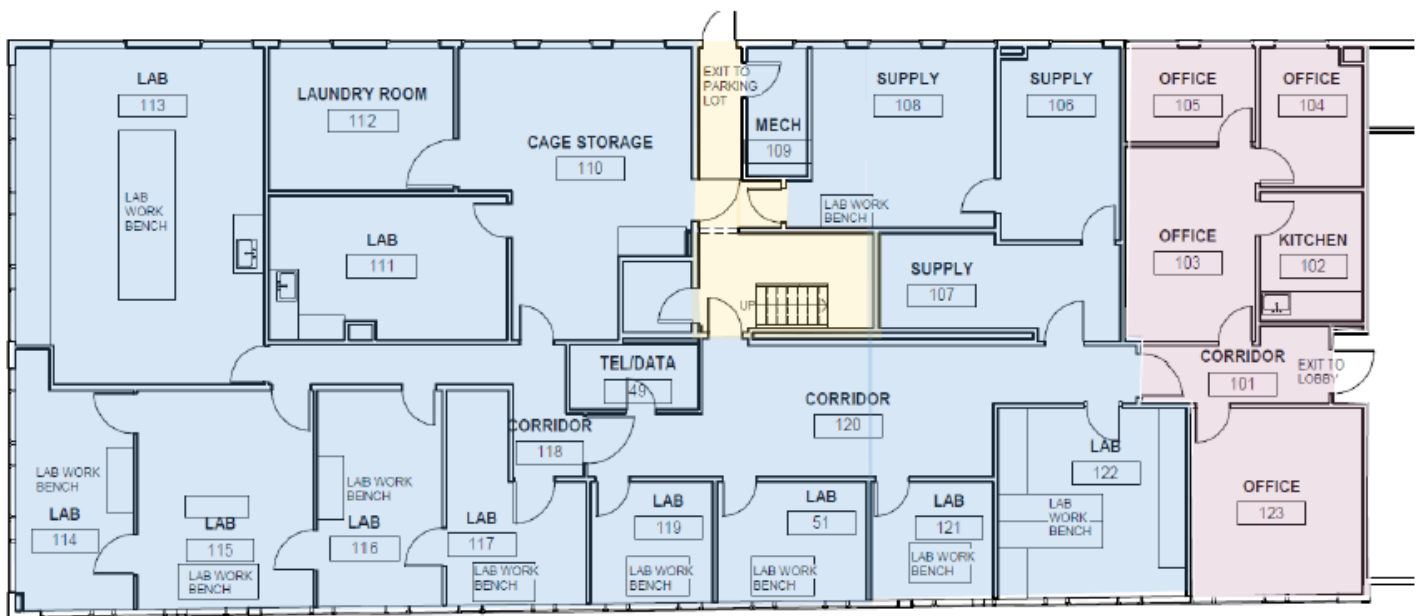 LAB
113
LAB
WORK
BENCH
LAUNDRY ROOM
112
CAGE STORAGE
110
LAB
111
EXIT TO
PARKING
LOT
MECH
109
SUPPLY
108
LAB WORK
BENCH
SUPPLY
106
SUPPLY
107
UP
OFFICE
105
OFFICE
104
OFFICE
103
KITCHEN
102
CORRIDOR
101
EXIT TO
LOBBY
TEL/DATA
49
CORRIDOR
118
CORRIDOR
120
LAB WORK
BENCH
LAB
114
LAB
115
LAB WORK
BENCH
LAB WORK
BENCH
LAB
116
LAB
117
LAB WORK
BENCH
LAB
119
LAB WORK
BENCH
LAB
51
LAB WORK
BENCH
LAB
121
LAB WORK
BENCH
LAB
122
LAB
WORK
BENCH
OFFICE
123